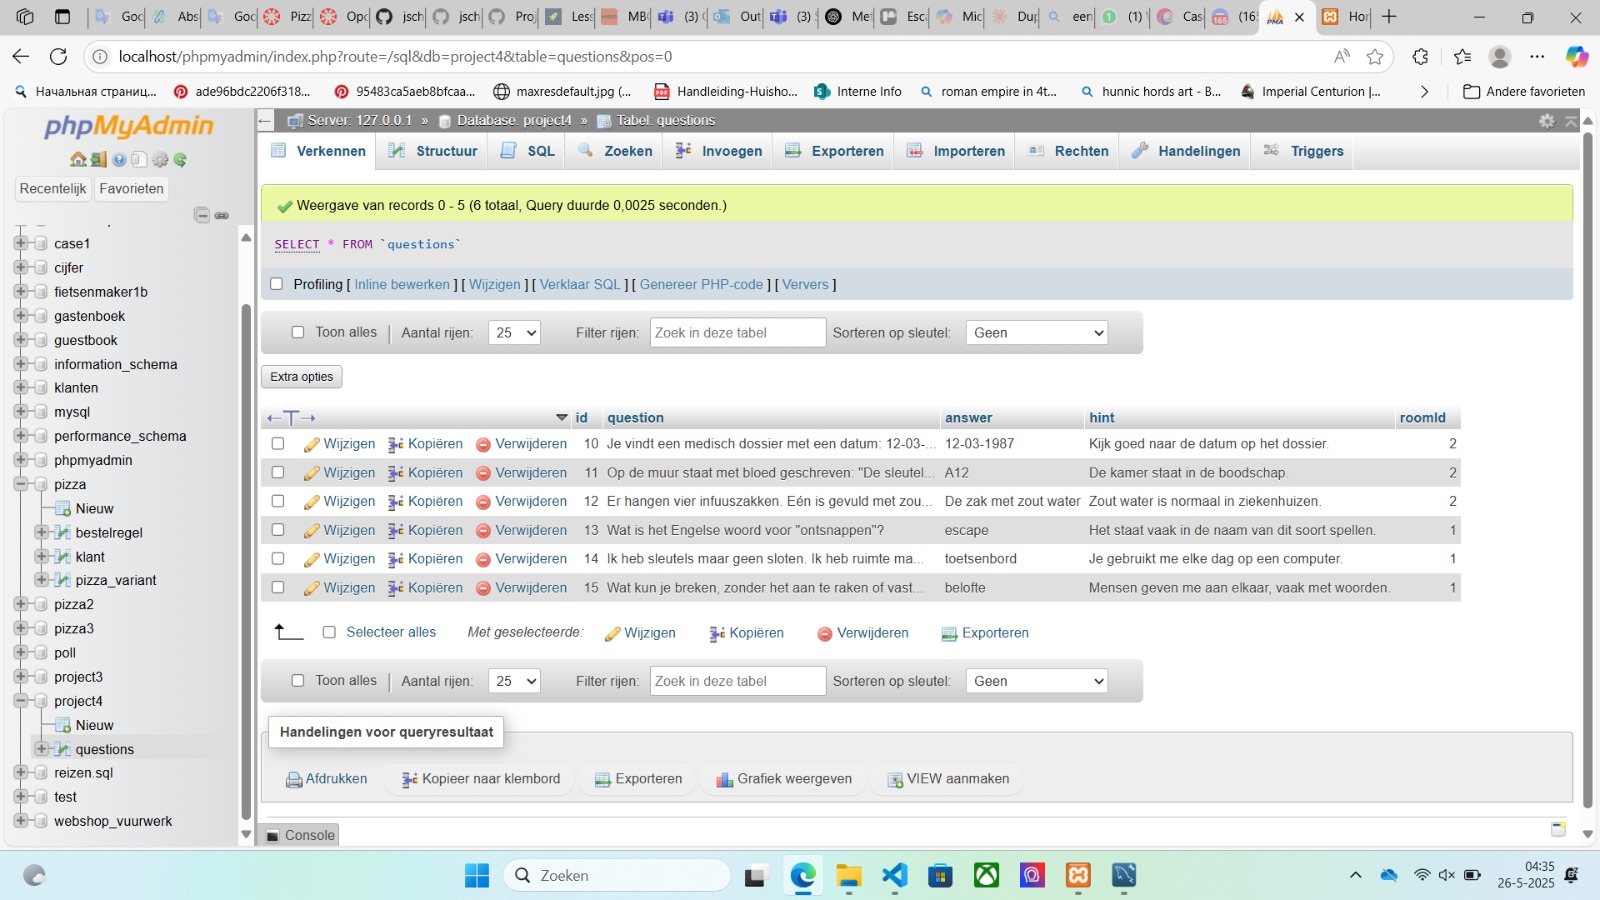 Goo
Abs
Goo
Pizz
Ope
jsch
jsch
Proj
Les
MB
(3)
Out
(3)
Me
Esca
Mic
Dup
een
(1)
Cas
(16
Hor
localhost/phpmyadmin/index.php?route=/sql&db=project4&table=questions&pos=0
Начальная страниц...
ade96bdc2206f318...
95483ca5aeb8bfcaa...
maxresdefault.jpg (...
Handleiding-Huisho...
Interne Info
roman empire in 4t...
hunnic hords art - B...
Imperial Centurion |...
Andere favorieten
phpMyAdmin
Recentelijk
Favorieten
case1
cijfer
fietsenmaker1b
gastenboek
guestbook
information_schema
klanten
mysql
performance_schema
phpmyadmin
pizza
Nieuw
bestelregel
klant
pizza_variant
pizza2
pizza3
poll
project3
project4
Nieuw
questions
reizen.sql
test
webshop_vuurwerk
Server: 127.0.0.1 » Database: project4 » Tabel: questions
Verkennen Structuur SQL Zoeken Invoegen Exporteren Importeren Rechten Handelingen Triggers
Weergave van records 0 - 5 (6 totaal, Query duurde 0,0025 seconden.)
SELECT * FROM `questions`
Profiling [ Inline bewerken ] [ Wijzigen ] [ Verklaar SQL ] [ Genereer PHP-code ] [ Ververs ]
Toon alles Aantal rijen: 25 Filter rijen: Zoek in deze tabel Sorteren op sleutel: Geen
Extra opties
id question answer hint roomId
Wijzigen Kopiëren Verwijderen 10 Je vindt een medisch dossier met een datum: 12-03-... 12-03-1987 Kijk goed naar de datum op het dossier. 2
Wijzigen Kopiëren Verwijderen 11 Op de muur staat met bloed geschreven: "De sleutel... A12 De kamer staat in de boodschap. 2
Wijzigen Kopiëren Verwijderen 12 Er hangen vier infuuszakken. Eén is gevuld met zou... De zak met zout water Zout water is normaal in ziekenhuizen. 2
Wijzigen Kopiëren Verwijderen 13 Wat is het Engelse woord voor "ontsnappen"? escape Het staat vaak in de naam van dit soort spellen. 1
Wijzigen Kopiëren Verwijderen 14 Ik heb sleutels maar geen sloten. Ik heb ruimte ma... toetsenbord Je gebruikt me elke dag op een computer. 1
Wijzigen Kopiëren Verwijderen 15 Wat kun je breken, zonder het aan te raken of vast... belofte Mensen geven me aan elkaar, vaak met woorden. 1
Selecteer alles Met geselecteerde: Wijzigen Kopiëren Verwijderen Exporteren
Toon alles Aantal rijen: 25 Filter rijen: Zoek in deze tabel Sorteren op sleutel: Geen
Handelingen voor queryresultaat
Afdrukken Kopieer naar klembord Exporteren Grafiek weergeven VIEW aanmaken
Console
Zoeken
04:35
26-5-2025